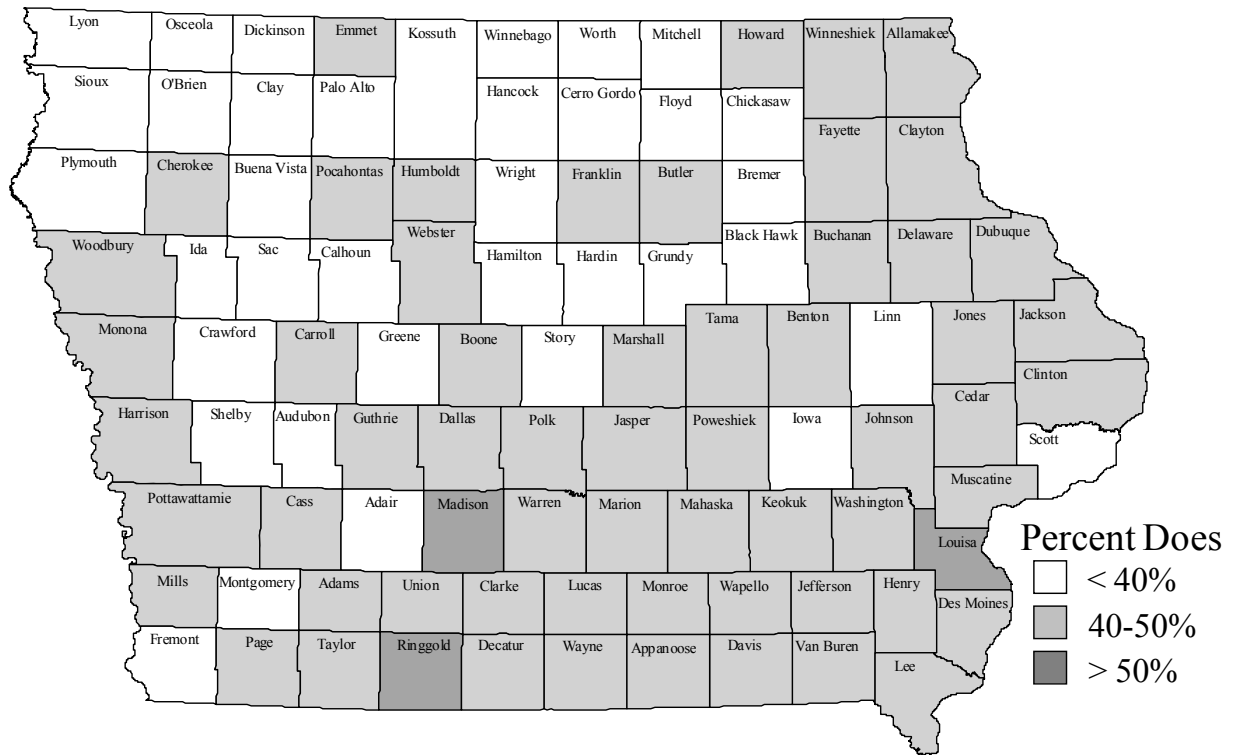 Lyon Osceola Dickinson Emmet Kossuth Winnebago Worth Mitchell Howard Winneshiek Allamakee
Sioux O'Brien Clay Palo Alto Hancock Cerro Gordo Floyd Chickasaw
Fayette Clayton
Plymouth Cherokee Buena Vista Pocahontas Humboldt Wright Franklin Butler Bremer
Woodbury Ida Sac Calhoun Webster Hamilton Hardin Grundy Black Hawk Buchanan Delaware Dubuque
Monona Crawford Carroll Greene Boone Story Marshall Tama Benton Linn Jones Jackson
Clinton
Harrison Shelby Audubon Guthrie Dallas Polk Jasper Poweshiek Iowa Johnson Cedar
Scott
Muscatine
Pottawattamie Cass Adair Madison Warren Marion Mahaska Keokuk Washington
Louisa
Mills Montgomery Adams Union Clarke Lucas Monroe Wapello Jefferson Henry
Des Moines
Fremont Page Taylor Ringgold Decatur Wayne Appanoose Davis Van Buren
Lee
Percent Does
< 40%
40-50%
> 50%